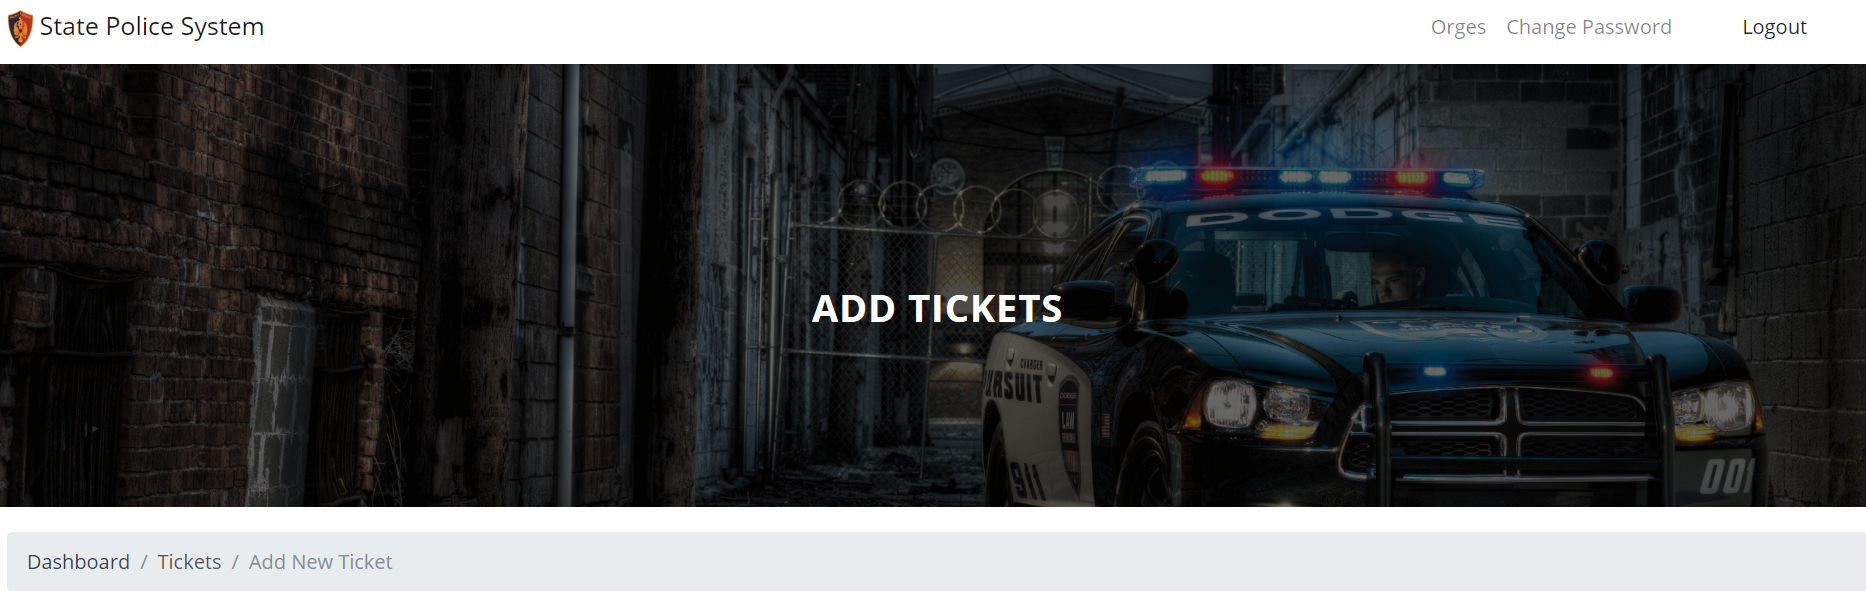 State Police System
Orges Change Password Logout
DODGE
ADD TICKETS
CHARGER
PURSUIT
LAW
911
001
Dashboard / Tickets / Add New Ticket